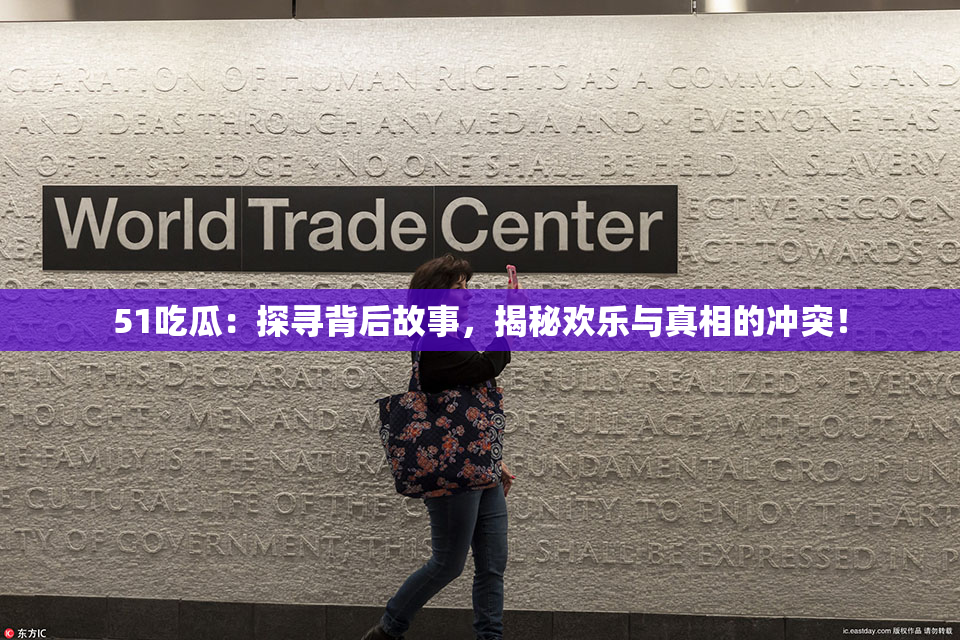 CLARATION OF HUMAN RIGHTS AS A COMMON STAND
AND IDEAS THROUGH ANY MEDIA AND EVERYONE HAS T
OF THIS PLEDGE NO ONE SHALL BE HELD IN SLAVERY
World Trade Center
ECTIVE RECOGN
ACT TOWARDS O
51吃瓜：探寻背后故事，揭秘欢乐与真相的冲突！
IN THIS DECLARATION FULLY REALIZED EVERYO
THOUGHT MEN AND OF FULL AGE WITHO
E FAMILY IS THE NATURA FUNDAMENTAL GROUP
E CULTURAL LIFE OF THE UNITY, TO ENJOY THE ART
TY OF GOVERNMENT; THIS SHALL BE EXPRESSED IN P
东方IC
ic.eastday.com 版权作品 请勿转载